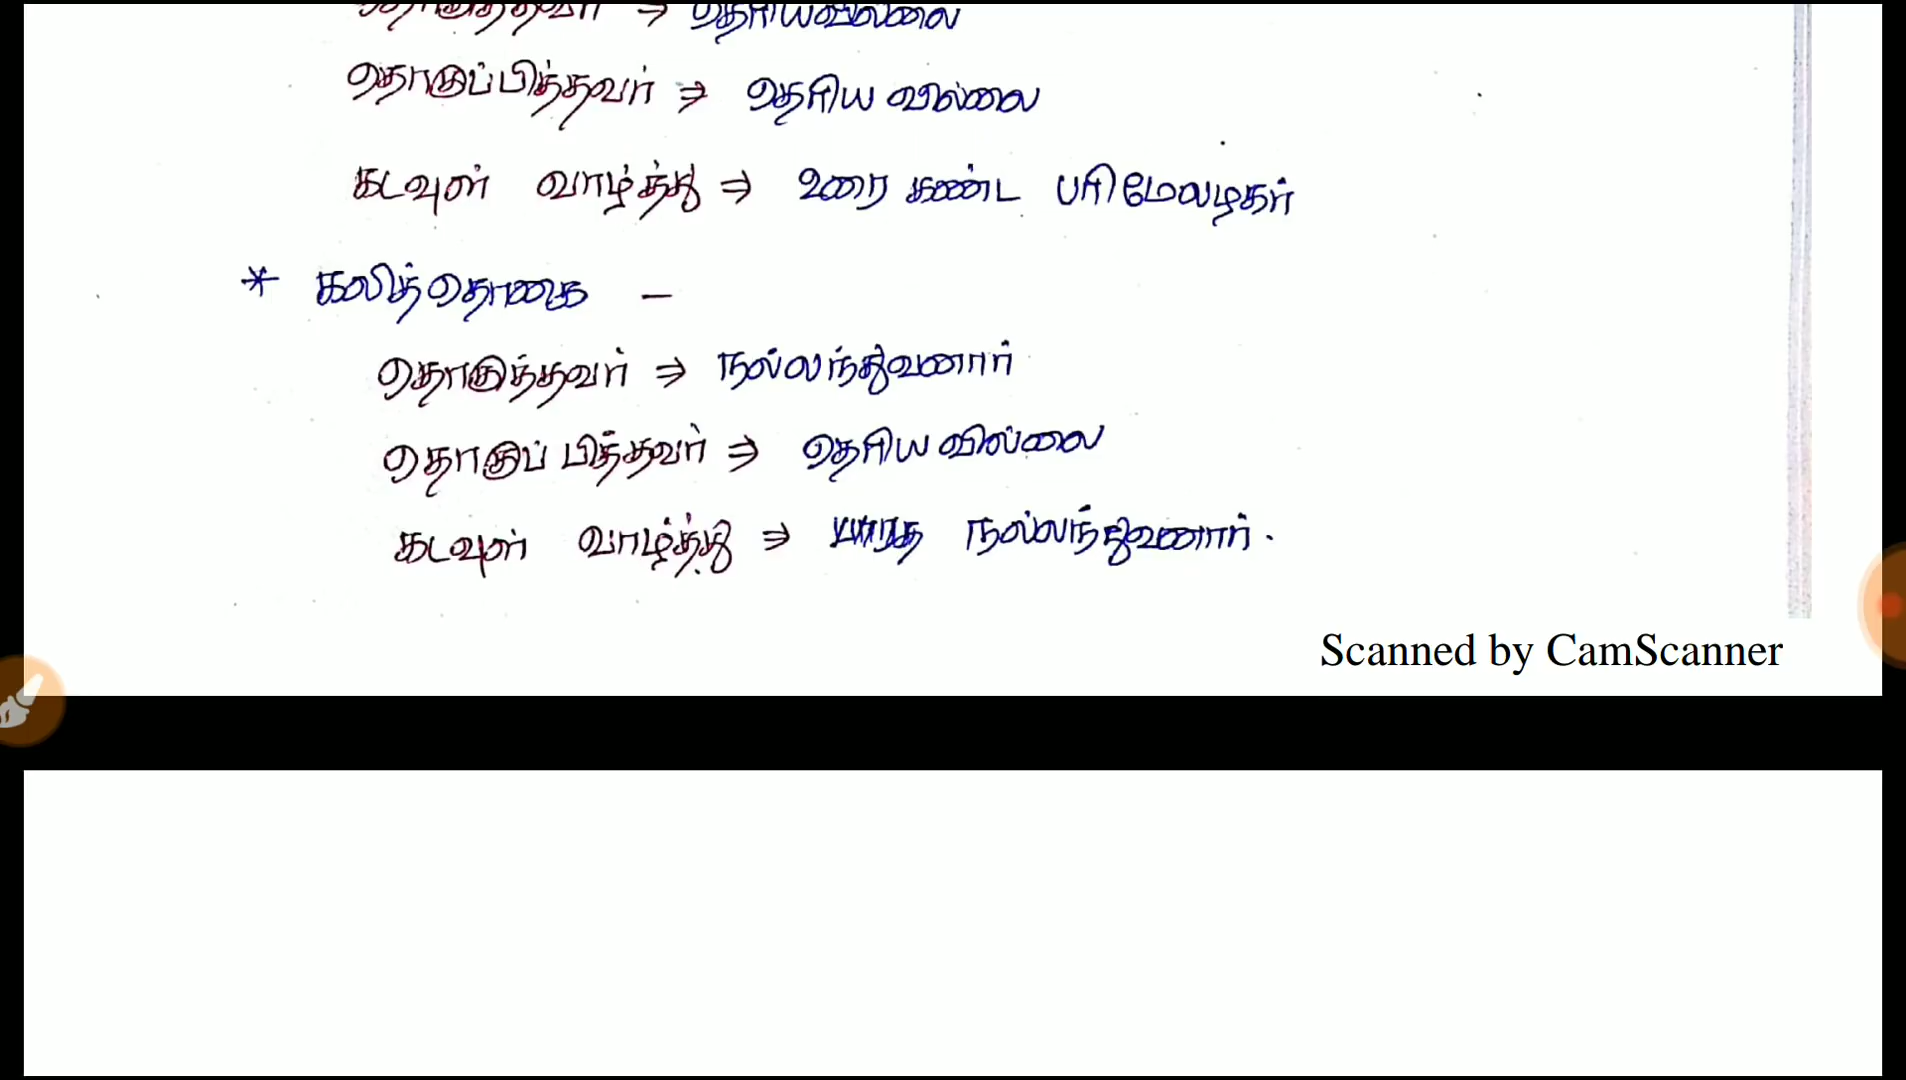 தொகுத்தவர் ⇒ தெரியவில்லை
தொகுப்பித்தவர் ⇒ தெரிய வில்லை
கடவுள் வாழ்த்து ⇒ உரை கண்ட பரிமேலழகர்
* கலித்தொகை –
தொகுத்தவர் ⇒ நல்லந்துவனார்
தொகுப் பித்தவர் ⇒ தெரிய வில்லை
கடவுள் வாழ்த்து ⇒ நல்லந்துவனார்.
Scanned by CamScanner